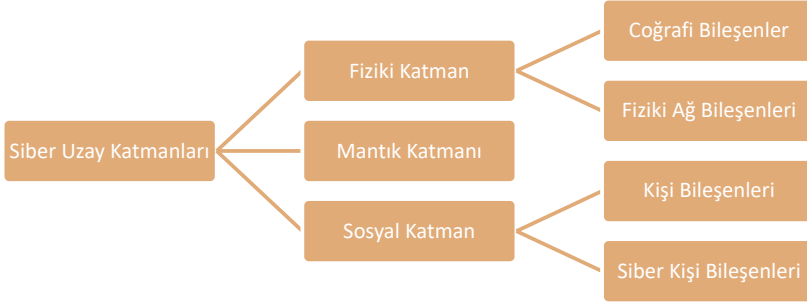 Siber Uzay Katmanları
Fiziki Katman
Coğrafi Bileşenler
Fiziki Ağ Bileşenleri
Mantık Katmanı
Sosyal Katman
Kişi Bileşenleri
Siber Kişi Bileşenleri